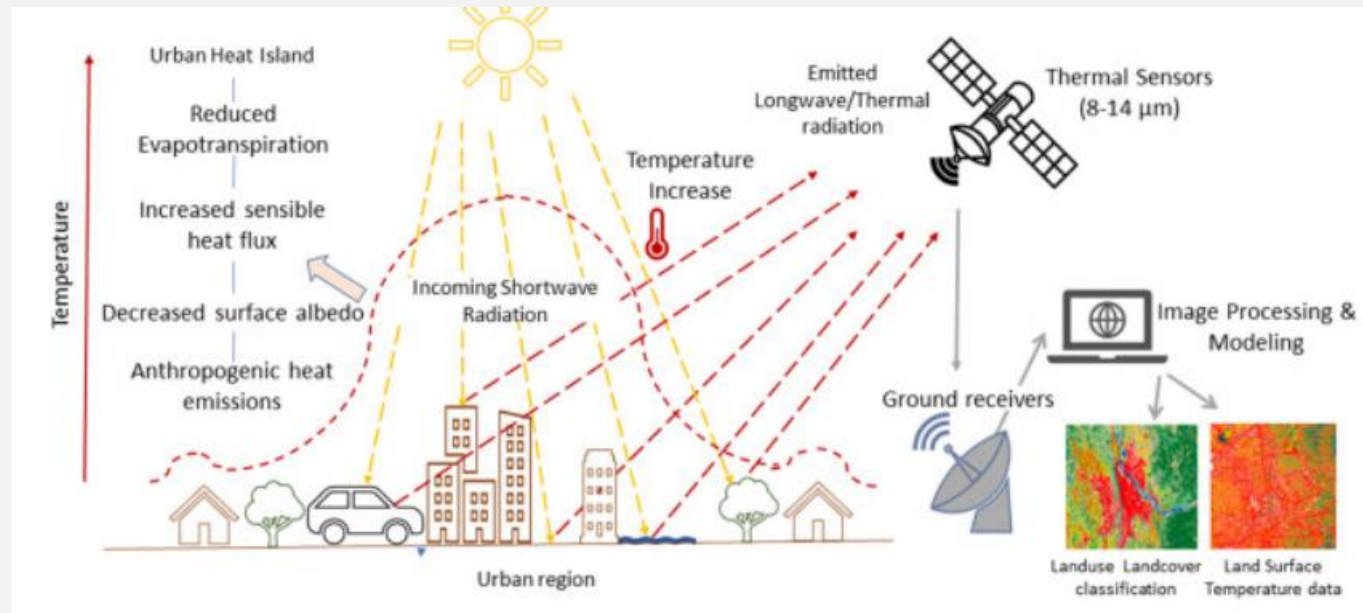 Urban Heat Island
Reduced
Evapotranspiration
Increased sensible
heat flux
Decreased surface albedo
Anthropogenic heat
emissions
Temperature
Incoming Shortwave
Radiation
Temperature
Increase
Emitted
Longwave/Thermal
radiation
Thermal Sensors
(8-14 μm)
Image Processing &
Modeling
Ground receivers
Urban region
Landuse Landcover
classification
Land Surface
Temperature data